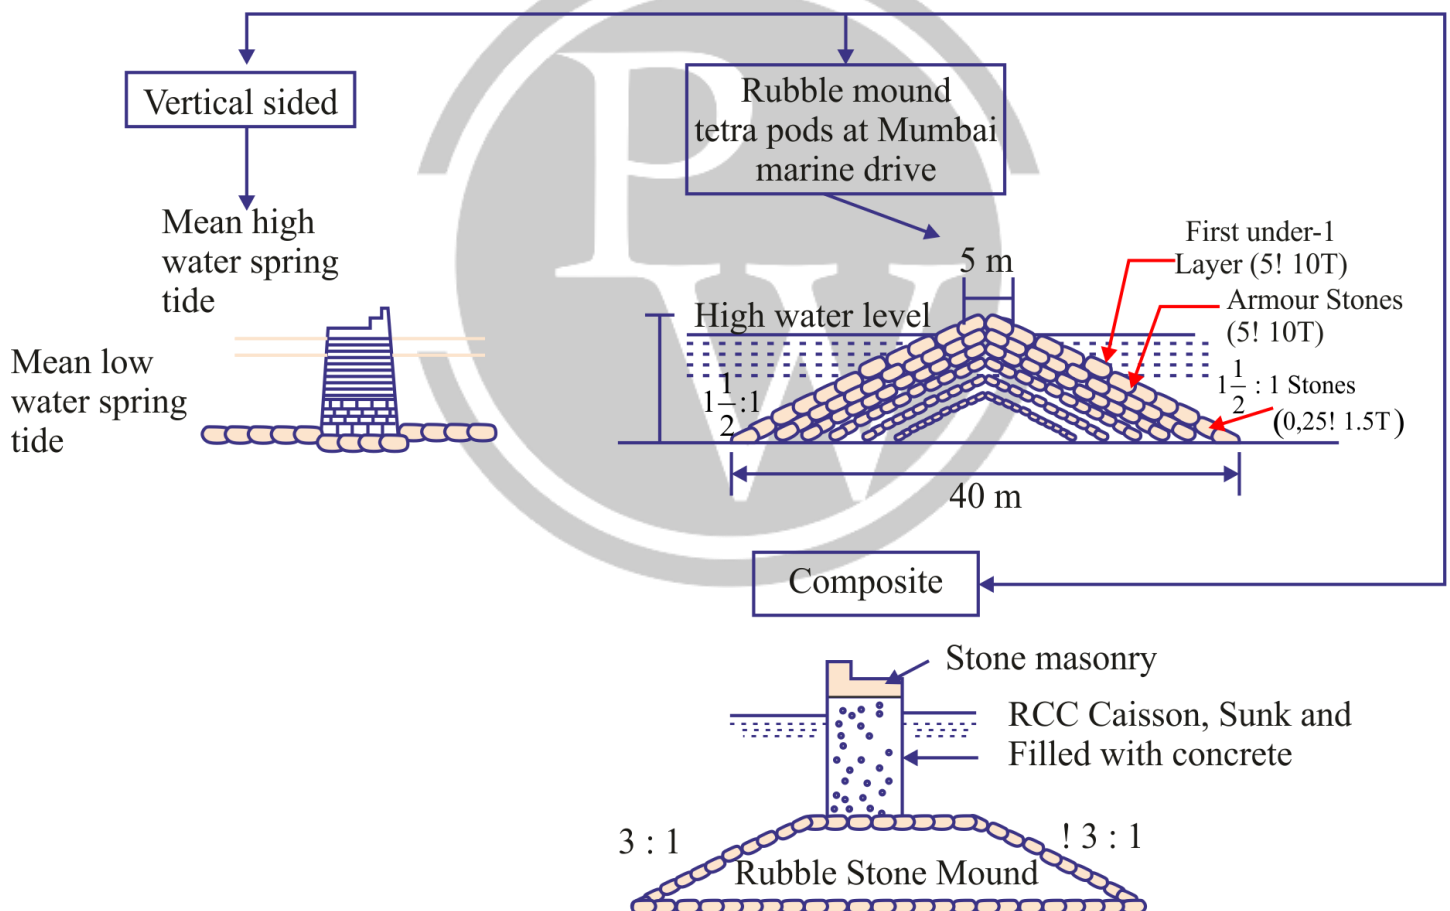 Vertical sided
Rubble mound
tetra pods at Mumbai
marine drive
Mean high
water spring
tide
Mean low
water spring
tide
5 m
High water level
First under-1
Layer (5! 10T)
Armour Stones
(5! 10T)
1 1/2 :1
1 1/2 : 1 Stones
(0,25! 1.5T)
40 m
Composite
Stone masonry
RCC Caisson, Sunk and
Filled with concrete
3 : 1
! 3 : 1
Rubble Stone Mound
PW